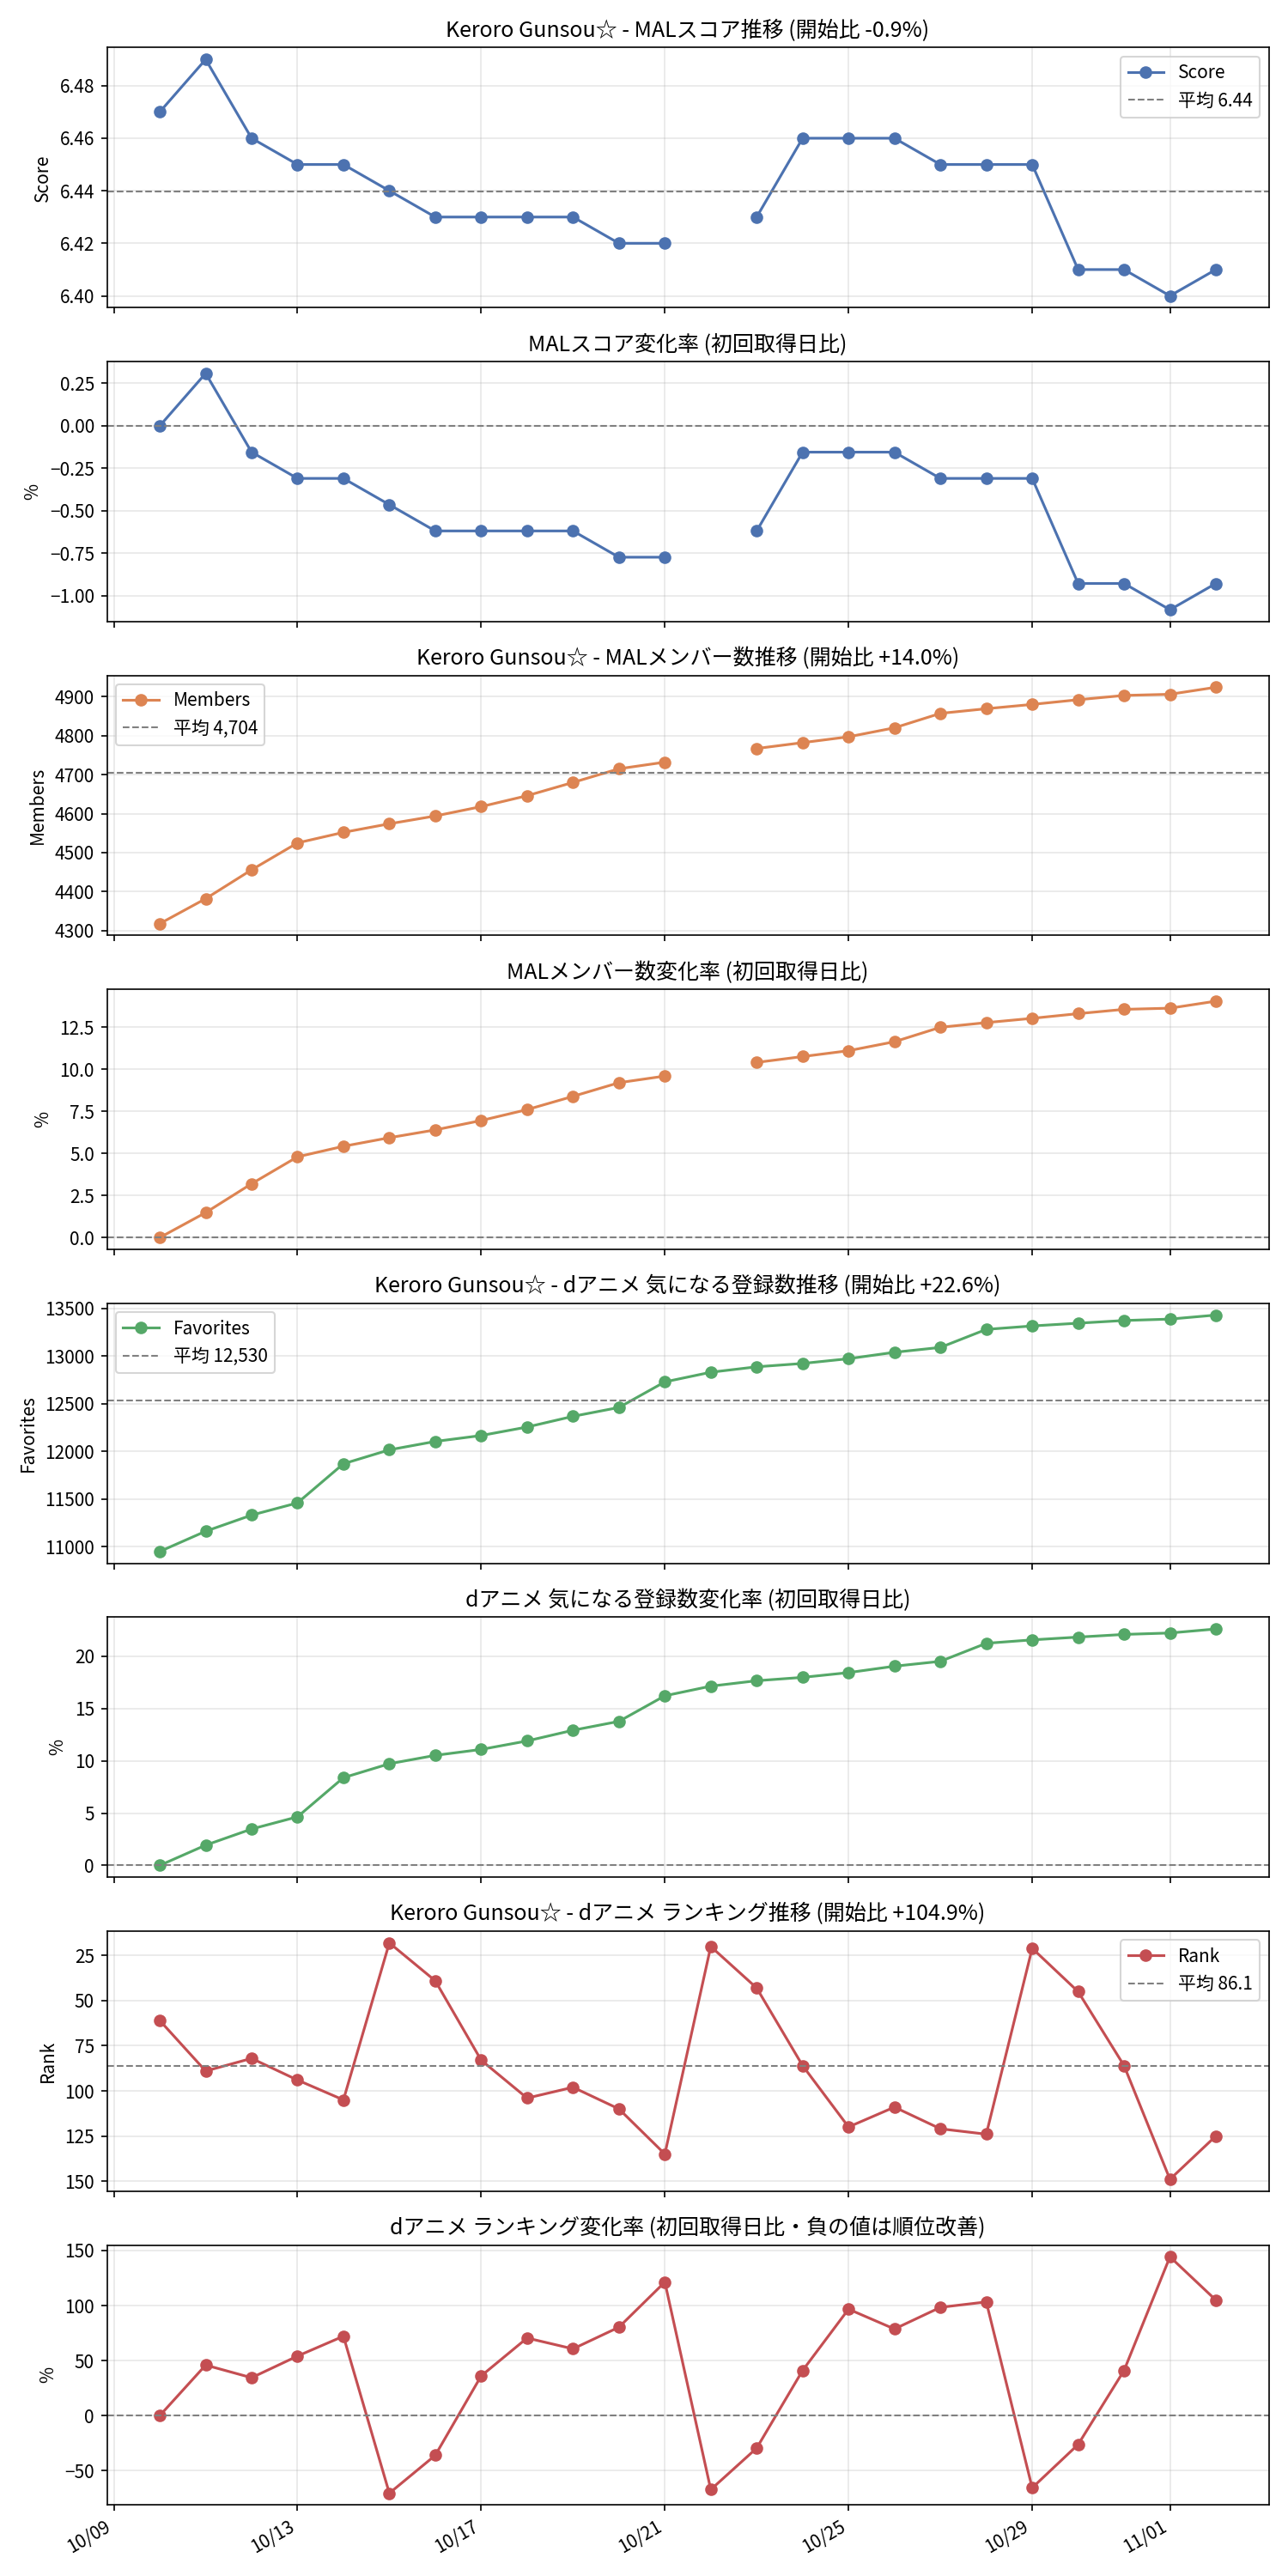 Keroro Gunsou☆ - MALスコア推移 (開始比 -0.9%)
Score
平均 6.44
Score
6.48
6.46
6.44
6.42
6.40
MALスコア変化率 (初回取得日比)
%
0.25
0.00
−0.25
−0.50
−0.75
−1.00
Keroro Gunsou☆ - MALメンバー数推移 (開始比 +14.0%)
Members
平均 4,704
Members
4900
4800
4700
4600
4500
4400
4300
MALメンバー数変化率 (初回取得日比)
%
12.5
10.0
7.5
5.0
2.5
0.0
Keroro Gunsou☆ - dアニメ 気になる登録数推移 (開始比 +22.6%)
Favorites
平均 12,530
Favorites
13500
13000
12500
12000
11500
11000
dアニメ 気になる登録数変化率 (初回取得日比)
%
20
15
10
5
0
Keroro Gunsou☆ - dアニメ ランキング推移 (開始比 +104.9%)
Rank
平均 86.1
Rank
25
50
75
100
125
150
dアニメ ランキング変化率 (初回取得日比・負の値は順位改善)
%
150
100
50
0
−50
10/09
10/13
10/17
10/21
10/25
10/29
11/01